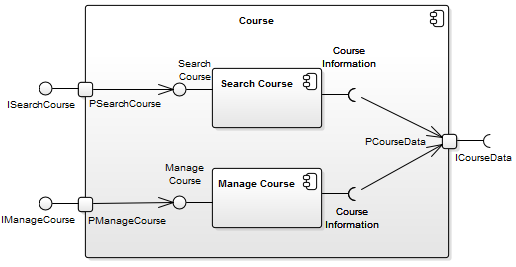 Course
Search
Course
Course
Information
Search Course
ISearchCourse
PSearchCourse
PCourseData
ICourseData
Manage
Course
Manage Course
IManageCourse
PManageCourse
Course
Information